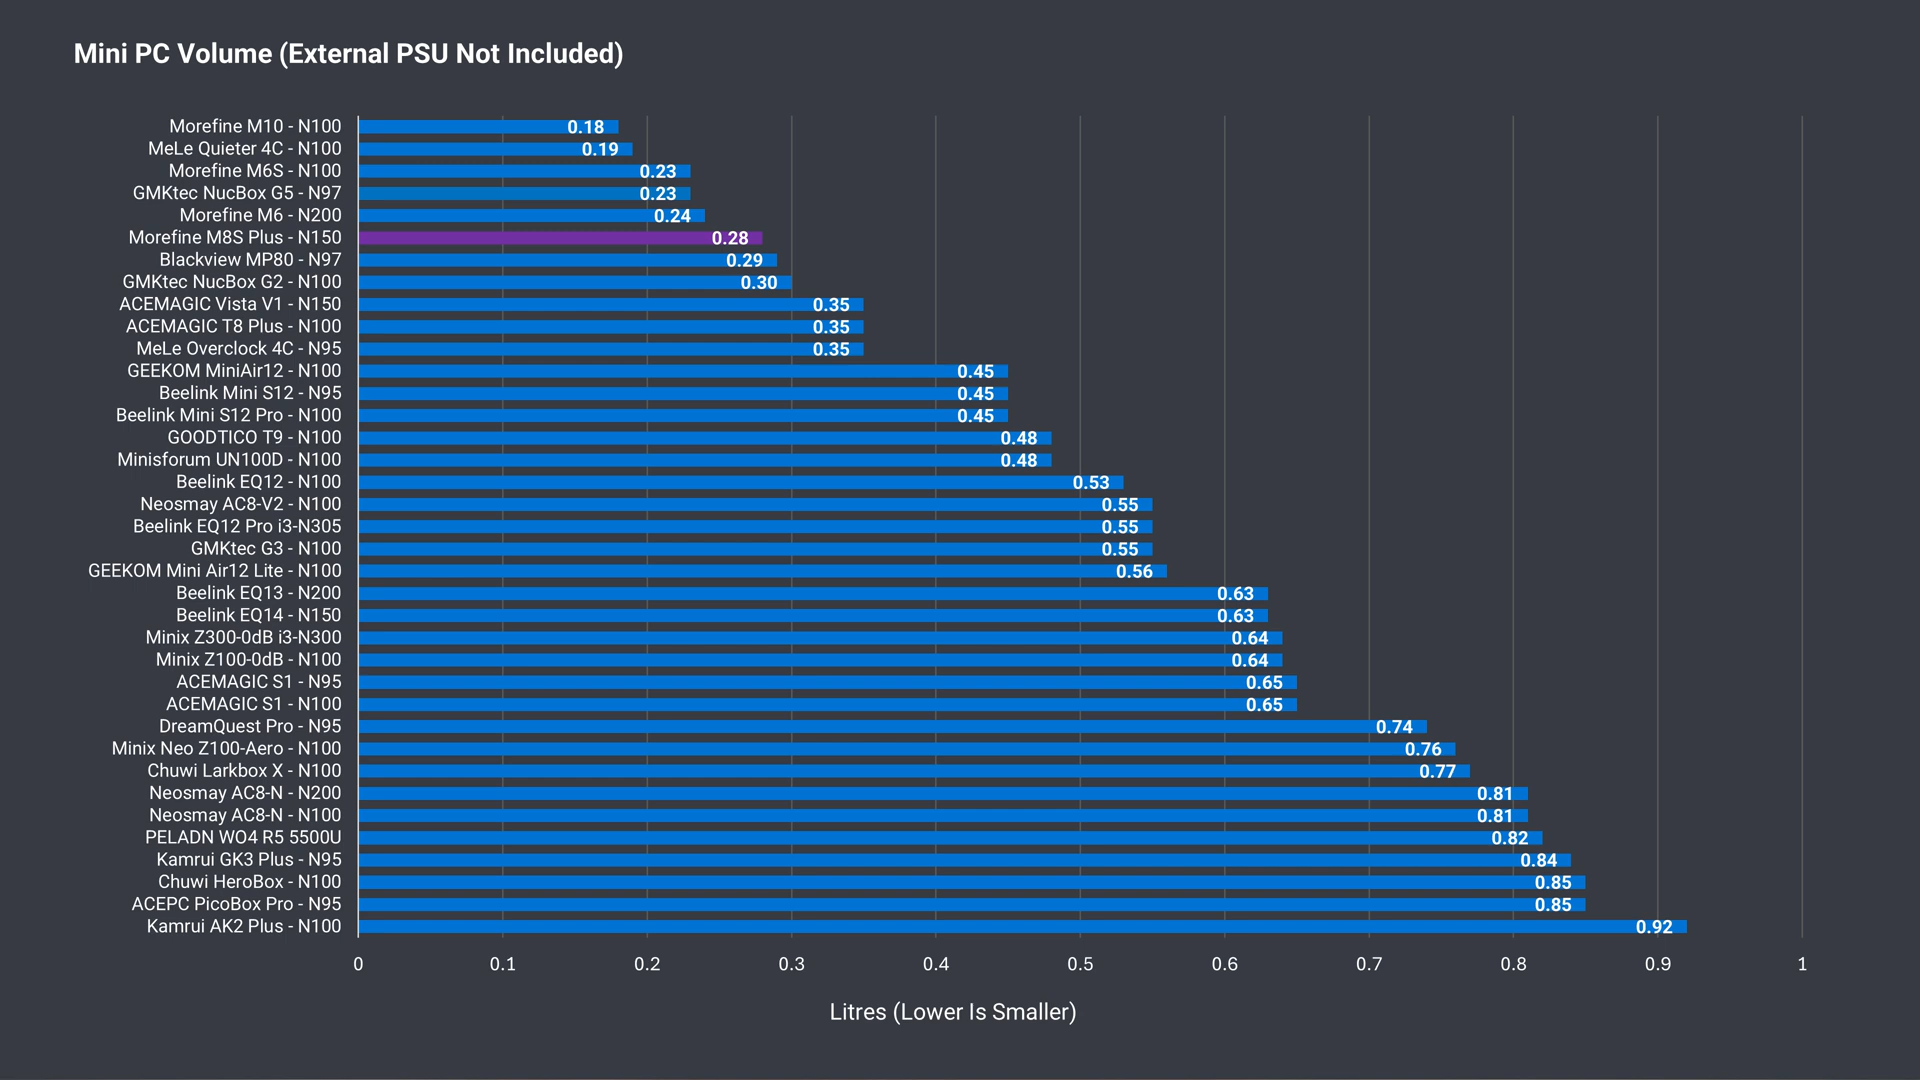 Mini PC Volume (External PSU Not Included)
Morefine M10 - N100 0.18
MeLe Quieter 4C - N100 0.19
Morefine M6S - N100 0.23
GMKtec NucBox G5 - N97 0.23
Morefine M6 - N200 0.24
Morefine M8S Plus - N150 0.28
Blackview MP80 - N97 0.29
GMKtec NucBox G2 - N100 0.30
ACEMAGIC Vista V1 - N150 0.35
ACEMAGIC T8 Plus - N100 0.35
MeLe Overclock 4C - N95 0.35
GEEKOM MiniAir12 - N100 0.45
Beelink Mini S12 - N95 0.45
Beelink Mini S12 Pro - N100 0.45
GOODTICO T9 - N100 0.48
Minisforum UN100D - N100 0.48
Beelink EQ12 - N100 0.53
Neosmay AC8-V2 - N100 0.55
Beelink EQ12 Pro i3-N305 0.55
GMKtec G3 - N100 0.55
GEEKOM Mini Air12 Lite - N100 0.56
Beelink EQ13 - N200 0.63
Beelink EQ14 - N150 0.63
Minix Z300-0dB i3-N300 0.64
Minix Z100-0dB - N100 0.64
ACEMAGIC S1 - N95 0.65
ACEMAGIC S1 - N100 0.65
DreamQuest Pro - N95 0.74
Minix Neo Z100-Aero - N100 0.76
Chuwi Larkbox X - N100 0.77
Neosmay AC8-N - N200 0.81
Neosmay AC8-N - N100 0.81
PELADN WO4 R5 5500U 0.82
Kamrui GK3 Plus - N95 0.84
Chuwi HeroBox - N100 0.85
ACEPC PicoBox Pro - N95 0.85
Kamrui AK2 Plus - N100 0.92
0 0.1 0.2 0.3 0.4 0.5 0.6 0.7 0.8 0.9 1
Litres (Lower Is Smaller)